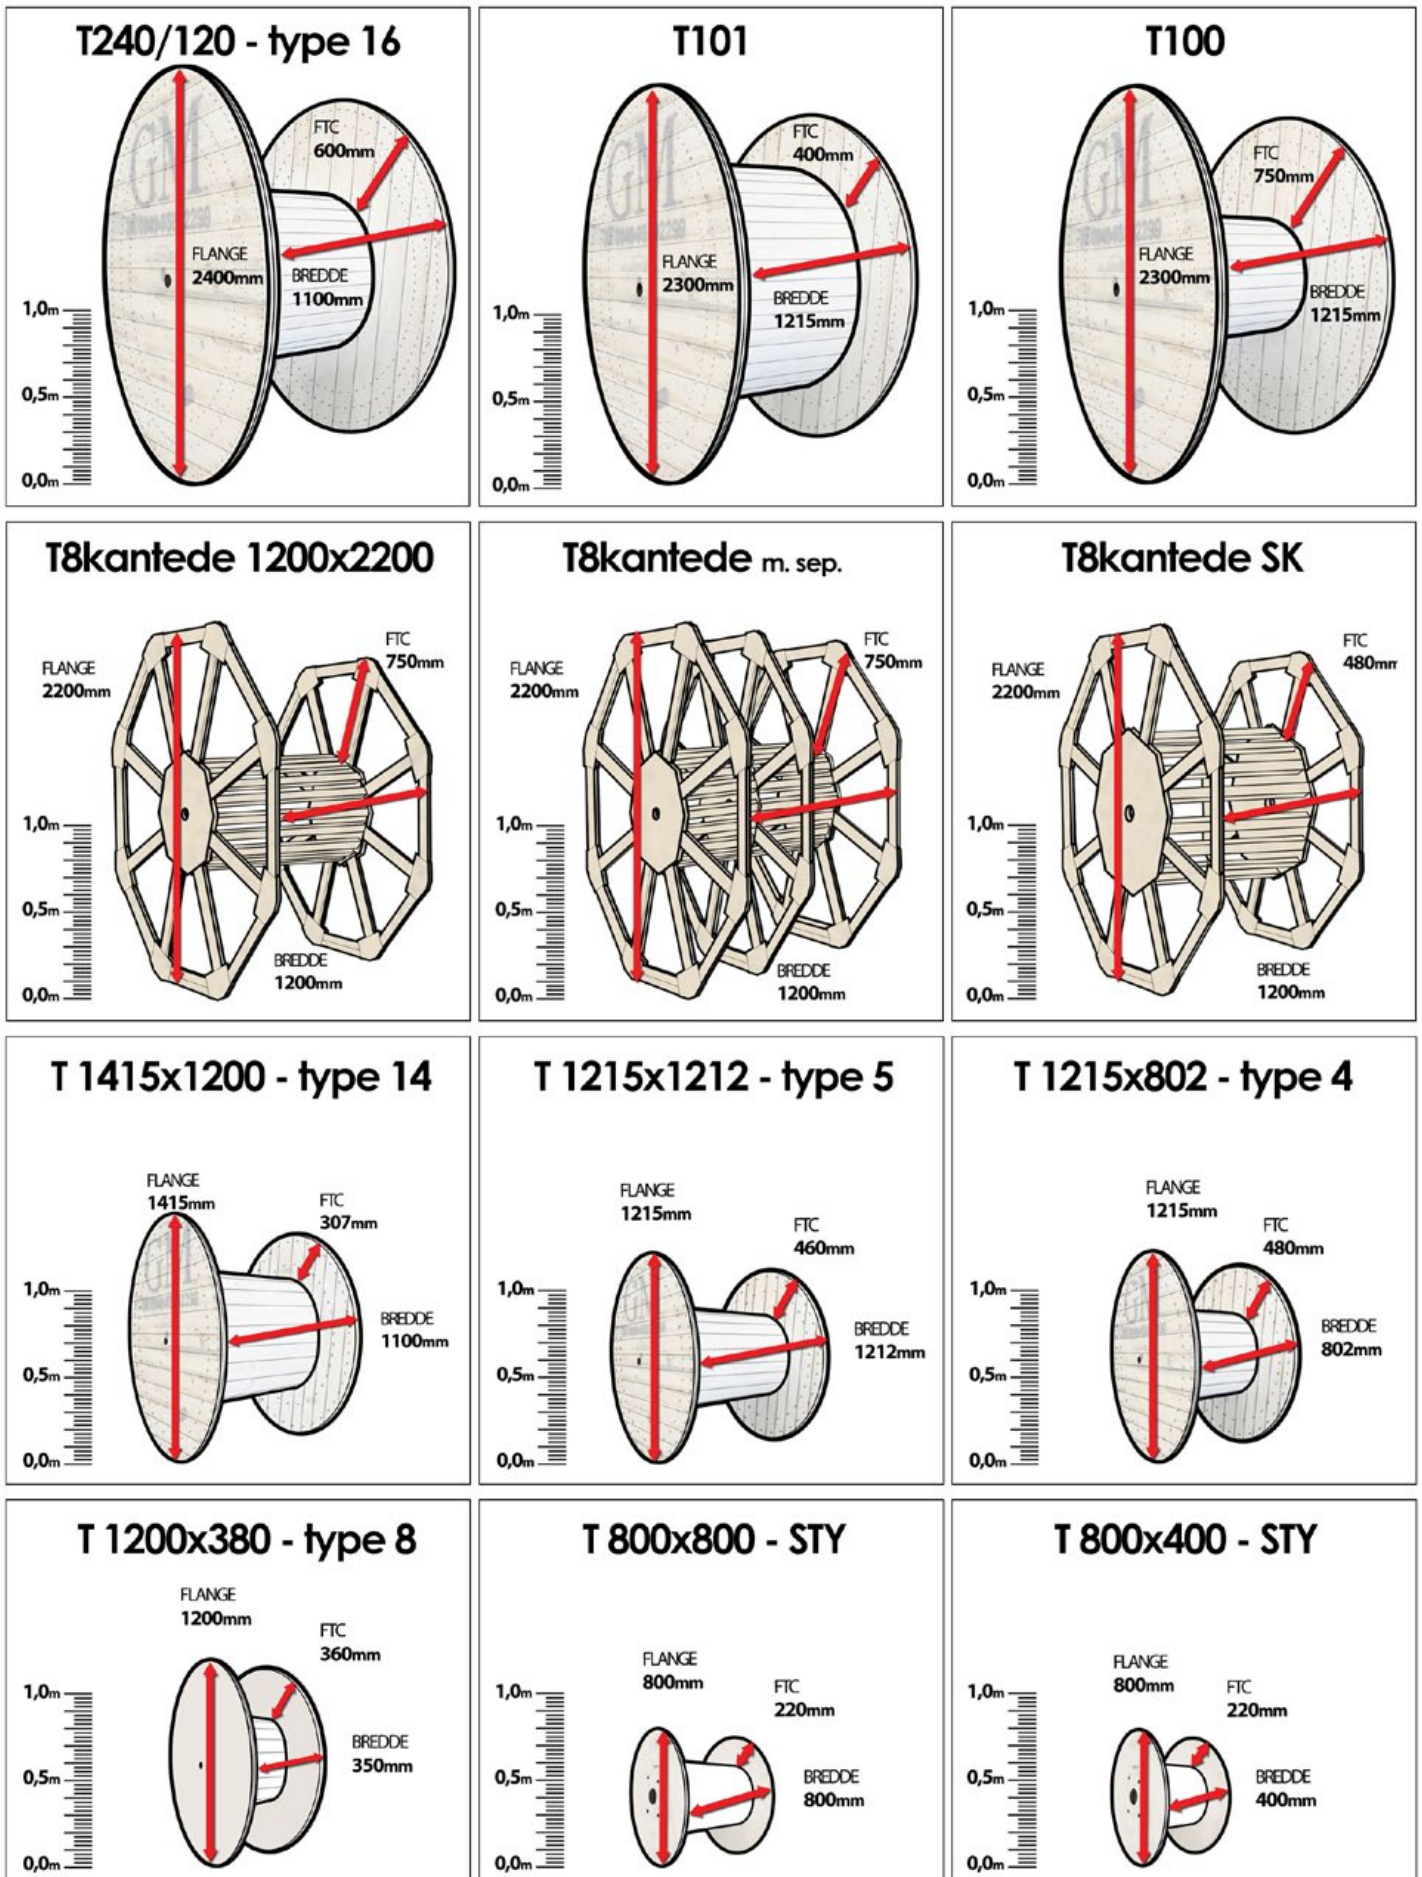 T240/120 - type 16
FTC
600mm
FLANGE
2400mm
BREDDE
1100mm
1,0m
0,5m
0,0m
T101
FTC
400mm
FLANGE
2300mm
BREDDE
1215mm
1,0m
0,5m
0,0m
T100
FTC
750mm
FLANGE
2300mm
BREDDE
1215mm
1,0m
0,5m
0,0m
T8kantede 1200x2200
FTC
750mm
FLANGE
2200mm
1,0m
0,5m
BREDDE
1200mm
0,0m
T8kantede m. sep.
FTC
750mm
FLANGE
2200mm
1,0m
0,5m
BREDDE
1200mm
0,0m
T8kantede SK
FTC
480mm
FLANGE
2200mm
1,0m
0,5m
BREDDE
1200mm
0,0m
T 1415x1200 - type 14
FLANGE
1415mm
FTC
307mm
1,0m
BREDDE
1100mm
0,5m
0,0m
T 1215x1212 - type 5
FLANGE
1215mm
FTC
460mm
1,0m
BREDDE
1212mm
0,5m
0,0m
T 1215x802 - type 4
FLANGE
1215mm
FTC
480mm
1,0m
BREDDE
802mm
0,5m
0,0m
T 1200x380 - type 8
FLANGE
1200mm
FTC
360mm
1,0m
BREDDE
350mm
0,5m
0,0m
T 800x800 - STY
FLANGE
800mm
FTC
220mm
1,0m
0,5m
BREDDE
800mm
0,0m
T 800x400 - STY
FLANGE
800mm
FTC
220mm
1,0m
0,5m
BREDDE
400mm
0,0m